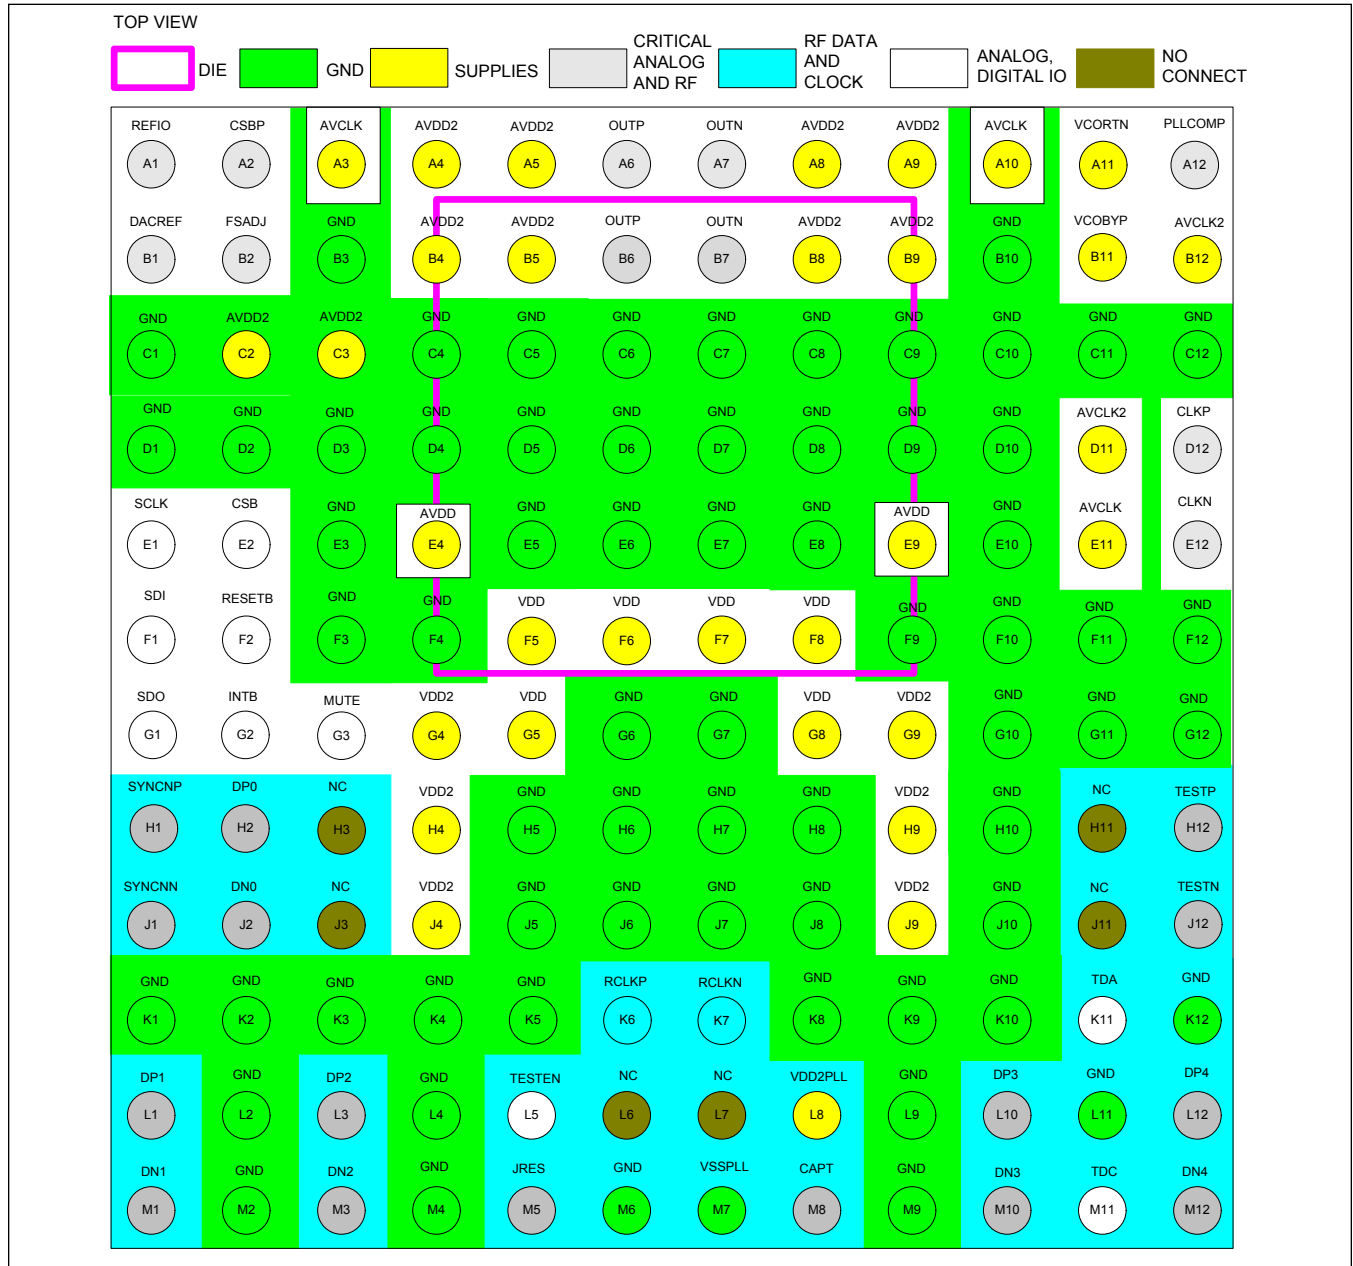 TOP VIEW
DIE
GND
SUPPLIES
CRITICAL
ANALOG
AND RF
RF DATA
AND
CLOCK
ANALOG,
DIGITAL IO
NO
CONNECT
REFIO CSBP AVCLK AVDD2 AVDD2 OUTP OUTN AVDD2 AVDD2 AVCLK VCORTN PLLCOMP
A1 A2 A3 A4 A5 A6 A7 A8 A9 A10 A11 A12
DACREF FSADJ GND AVDD2 AVDD2 OUTP OUTN AVDD2 AVDD2 GND VCOBYP AVCLK2
B1 B2 B3 B4 B5 B6 B7 B8 B9 B10 B11 B12
GND AVDD2 AVDD2 GND GND GND GND GND GND GND GND GND
C1 C2 C3 C4 C5 C6 C7 C8 C9 C10 C11 C12
GND GND GND GND GND GND GND GND GND GND AVCLK2 CLKP
D1 D2 D3 D4 D5 D6 D7 D8 D9 D10 D11 D12
SCLK CSB GND AVDD GND GND GND GND AVDD GND AVCLK CLKN
E1 E2 E3 E4 E5 E6 E7 E8 E9 E10 E11 E12
SDI RESETB GND GND VDD VDD VDD VDD GND GND GND GND
F1 F2 F3 F4 F5 F6 F7 F8 F9 F10 F11 F12
SDO INTB MUTE VDD2 VDD GND GND VDD VDD2 GND GND GND
G1 G2 G3 G4 G5 G6 G7 G8 G9 G10 G11 G12
SYNCNP DP0 NC VDD2 GND GND GND GND VDD2 GND NC TESTP
H1 H2 H3 H4 H5 H6 H7 H8 H9 H10 H11 H12
SYNCNN DN0 NC VDD2 GND GND GND GND VDD2 GND NC TESTN
J1 J2 J3 J4 J5 J6 J7 J8 J9 J10 J11 J12
GND GND GND GND GND RCLKP RCLKN GND GND GND TDA GND
K1 K2 K3 K4 K5 K6 K7 K8 K9 K10 K11 K12
DP1 GND DP2 GND TESTEN NC NC VDD2PLL GND DP3 GND DP4
L1 L2 L3 L4 L5 L6 L7 L8 L9 L10 L11 L12
DN1 GND DN2 GND JRES GND VSSPLL CAPT GND DN3 TDC DN4
M1 M2 M3 M4 M5 M6 M7 M8 M9 M10 M11 M12